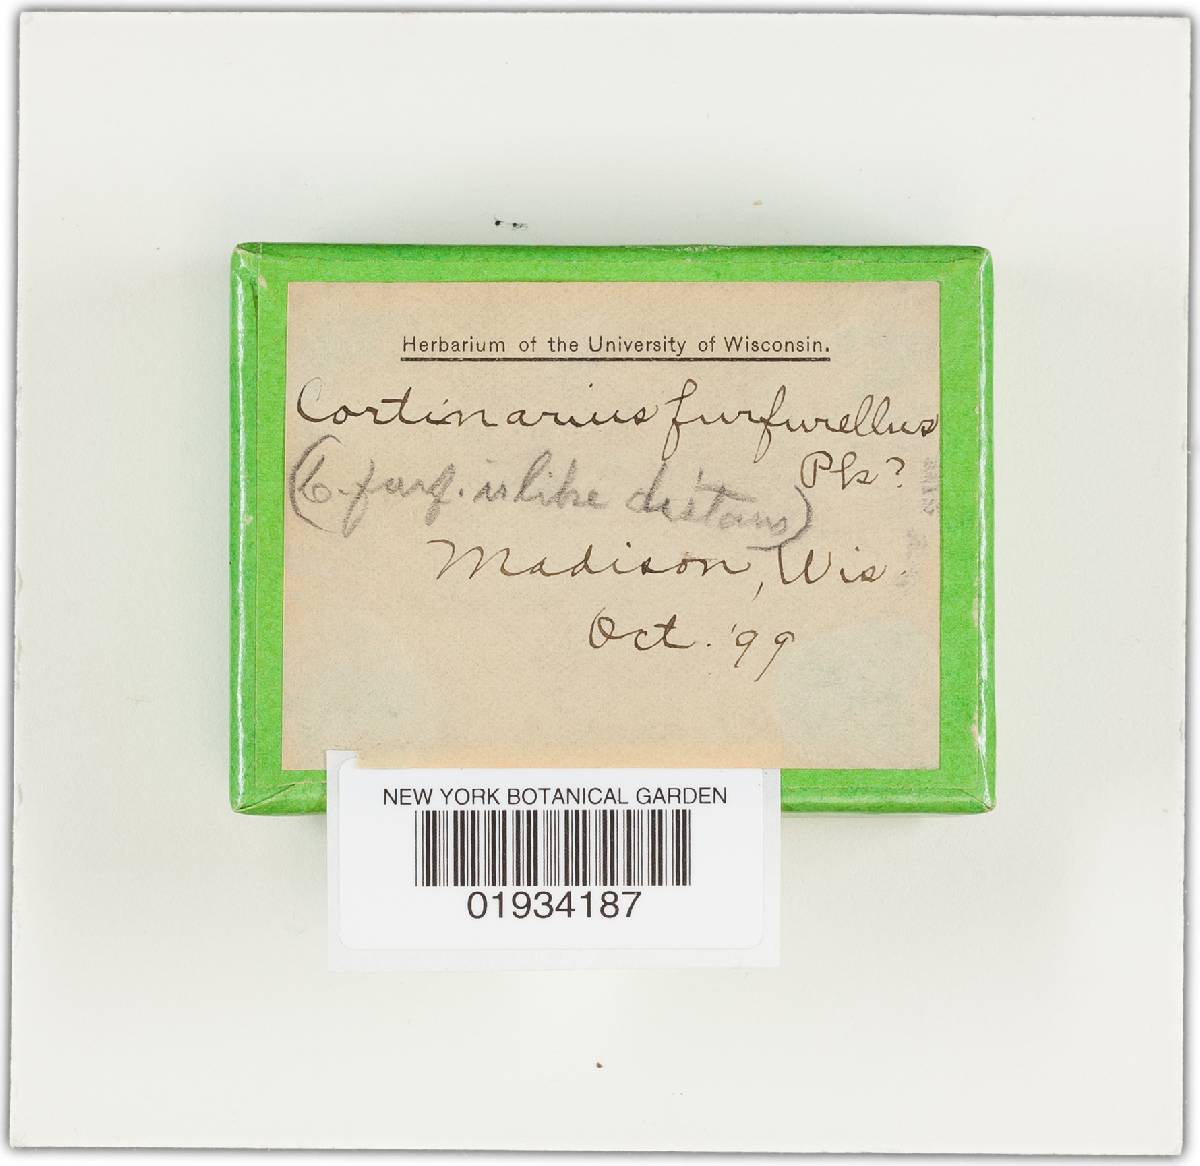 Herbarium of the University of Wisconsin.
Cortinarius furfurellus
Pk?
(C. furf. is like distans)
Madison, Wis.
Oct. '99
NEW YORK BOTANICAL GARDEN
01934187